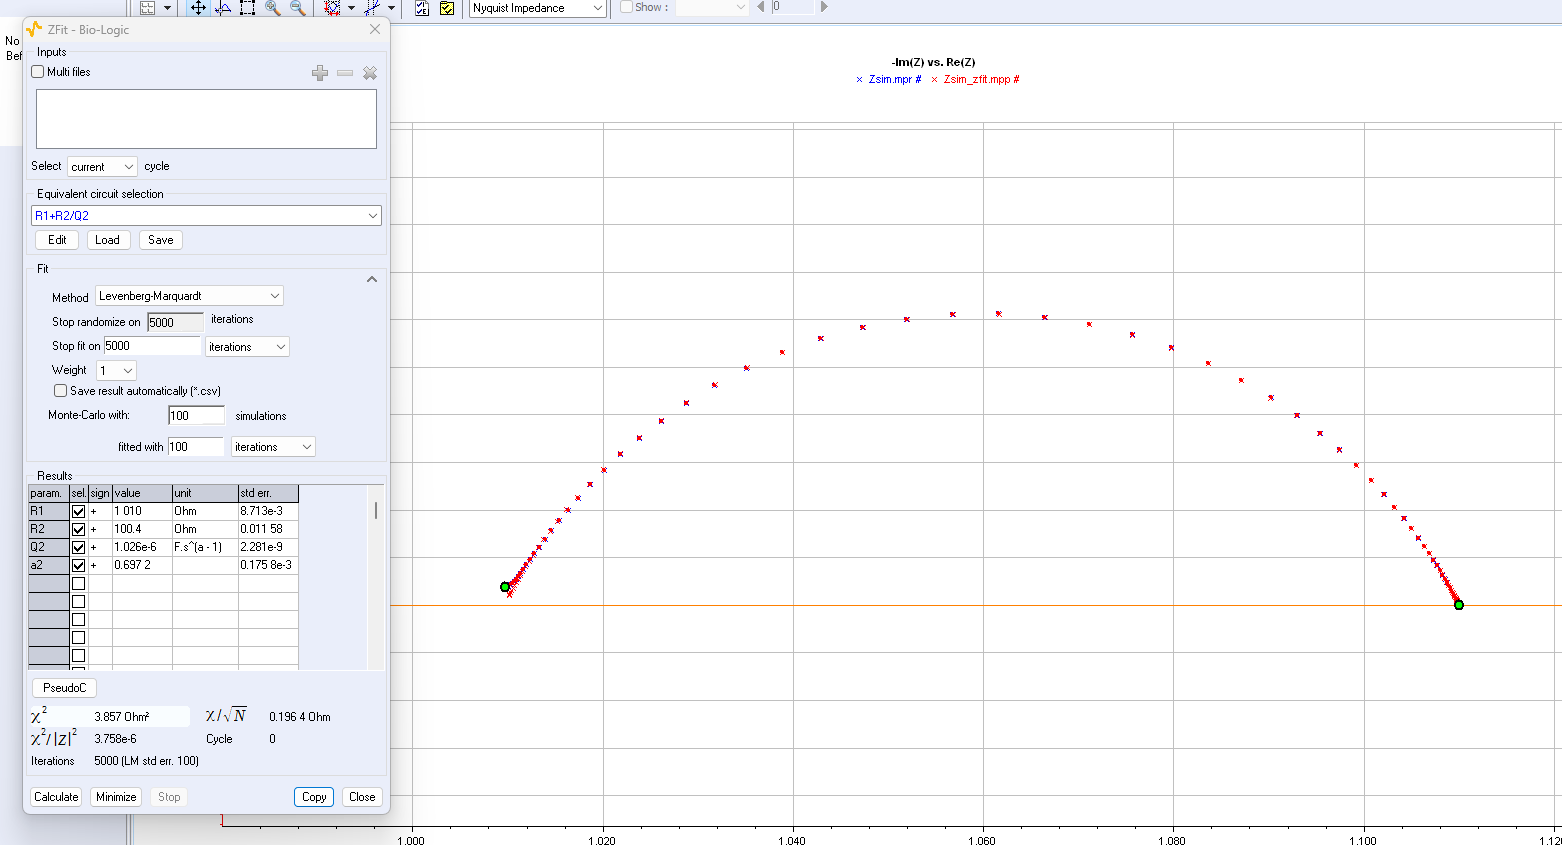 Nyquist Impedance
Show :
0
ZFit - Bio-Logic
No
Bef
Inputs
Multi files
Select current cycle
Equivalent circuit selection
R1+R2/Q2
Edit Load Save
Fit
Method Levenberg-Marquardt
Stop randomize on 5000 iterations
Stop fit on 5000 iterations
Weight 1
Save result automatically (*.csv)
Monte-Carlo with: 100 simulations
fitted with 100 iterations
Results
param. sel. sign value unit std err.
R1 + 1 010 Ohm 8.713e-3
R2 + 100.4 Ohm 0.011 58
Q2 + 1.026e-6 F.s^(a - 1) 2.281e-9
a2 + 0.697 2 0.175 8e-3
PseudoC
χ² 3.857 Ohm² χ/√N 0.196 4 Ohm
χ²/|Z|² 3.758e-6 Cycle 0
Iterations 5000 (LM std err. 100)
Calculate Minimize Stop Copy Close
-Im(Z) vs. Re(Z)
Zsim.mpr # Zsim_zfit.mpp #
1.000 1.020 1.040 1.060 1.080 1.100 1.120